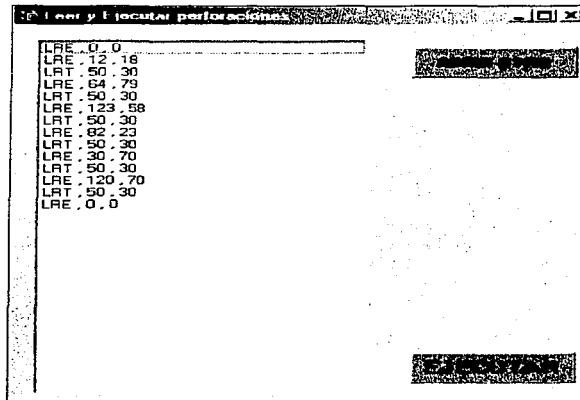 Leer y Ejecutar perforaciones
LRE,0,0
LRE,12,18
LRT,50,30
LRE,64,79
LRT,50,30
LRE,123,58
LRT,50,30
LRE,82,23
LRT,50,30
LRE,30,70
LRT,50,30
LRE,120,70
LRT,50,30
LRE,0,0
EJECUTAR